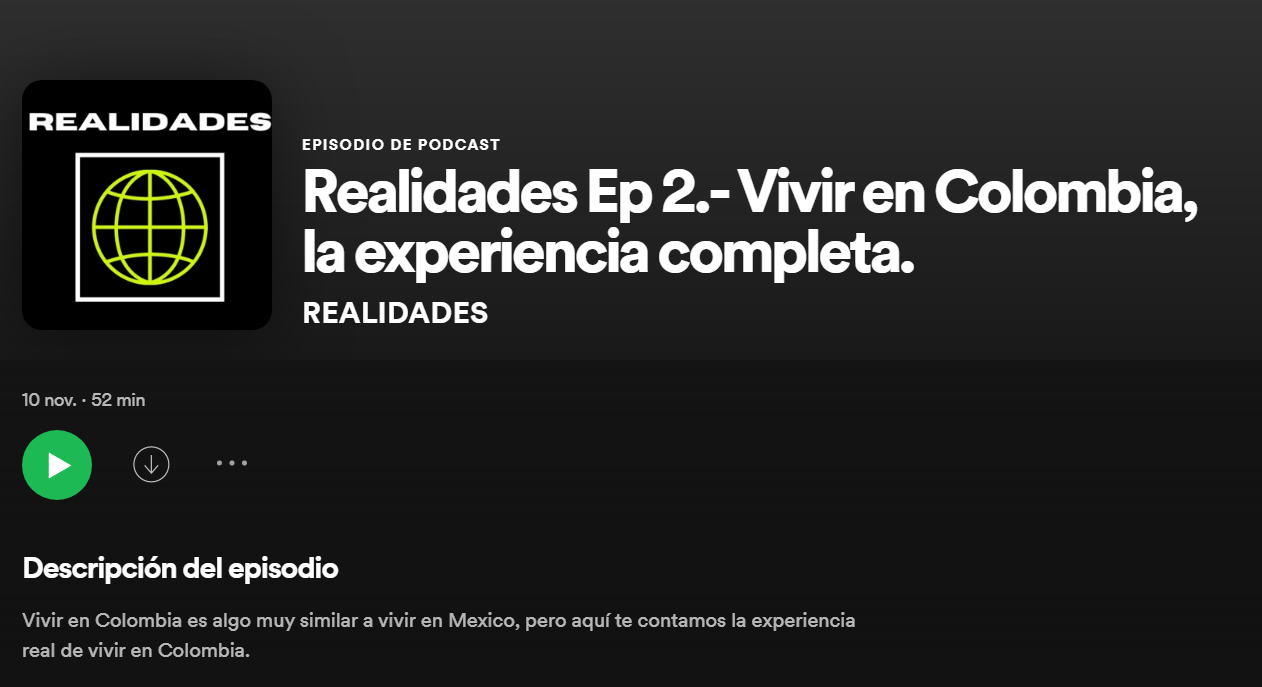 REALIDADES
EPISODIO DE PODCAST
Realidades Ep 2.- Vivir en Colombia,
la experiencia completa.
REALIDADES
10 nov. · 52 min
Descripción del episodio
Vivir en Colombia es algo muy similar a vivir en Mexico, pero aquí te contamos la experiencia
real de vivir en Colombia.